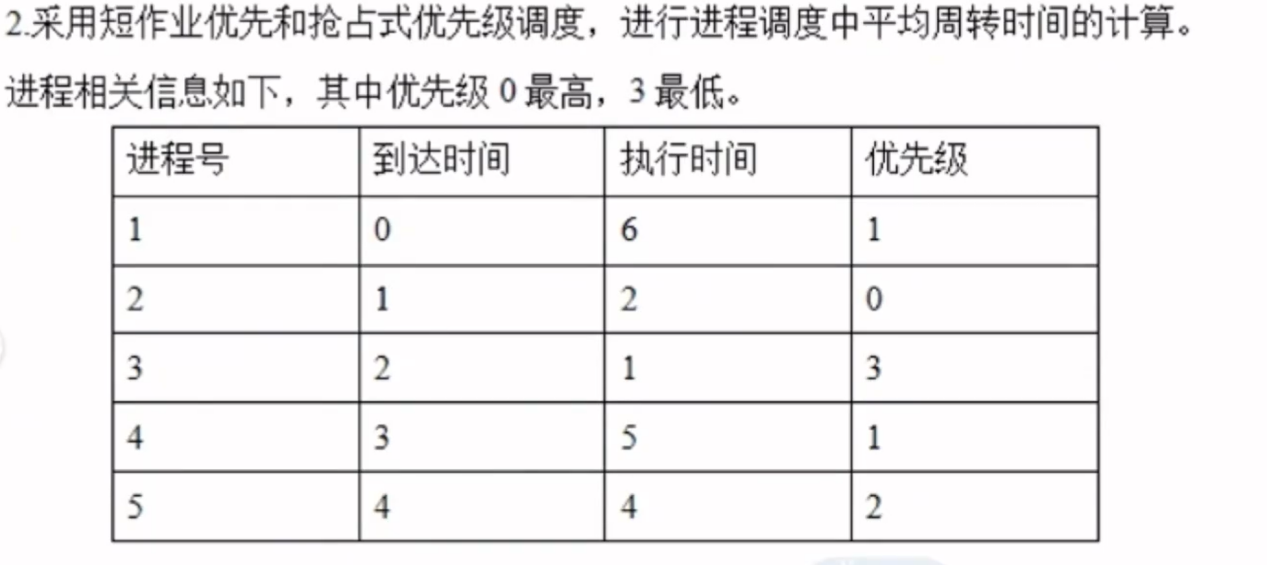 2.采用短作业优先和抢占式优先级调度，进行进程调度中平均周转时间的计算。
进程相关信息如下，其中优先级 0 最高，3 最低。
进程号 到达时间 执行时间 优先级
1 0 6 1
2 1 2 0
3 2 1 3
4 3 5 1
5 4 4 2